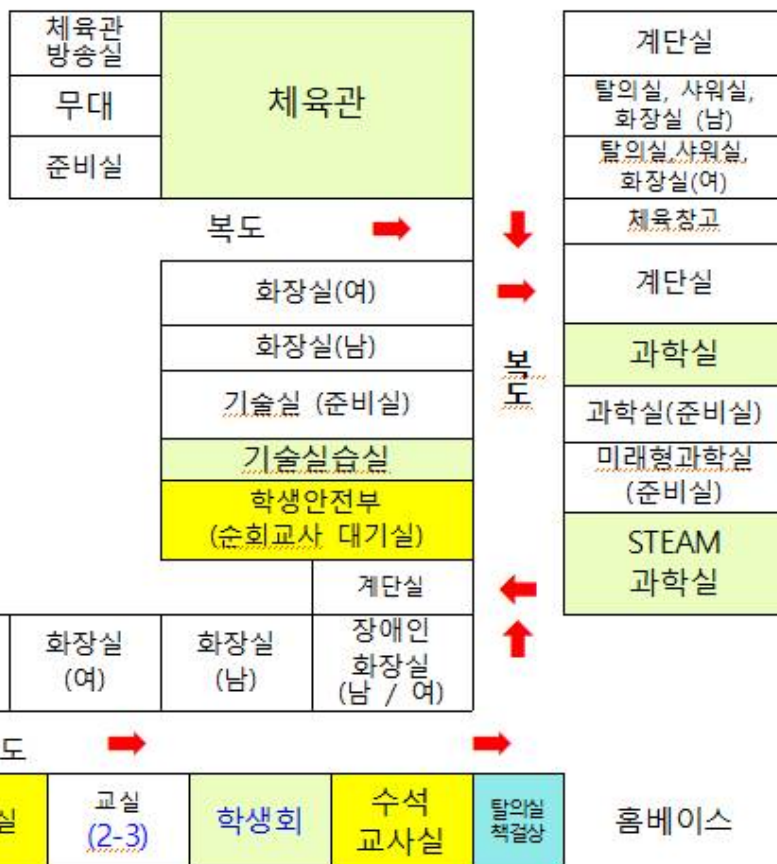 체육관
방송실
무대
준비실
체육관
계단실
탈의실, 샤워실,
화장실 (남)
탈의실,샤워실,
화장실(여)
체육창고
계단실
과학실
과학실(준비실)
미래형과학실
(준비실)
STEAM
과학실
복도
화장실(여)
화장실(남)
기술실 (준비실)
기술실습실
학생안전부
(순회교사 대기실)
계단실
복
도
화장실
(여)
화장실
(남)
장애인
화장실
(남 / 여)
도
실
교실
(2-3)
학생회
수석
교사실
탈의실
책걸상
홈베이스